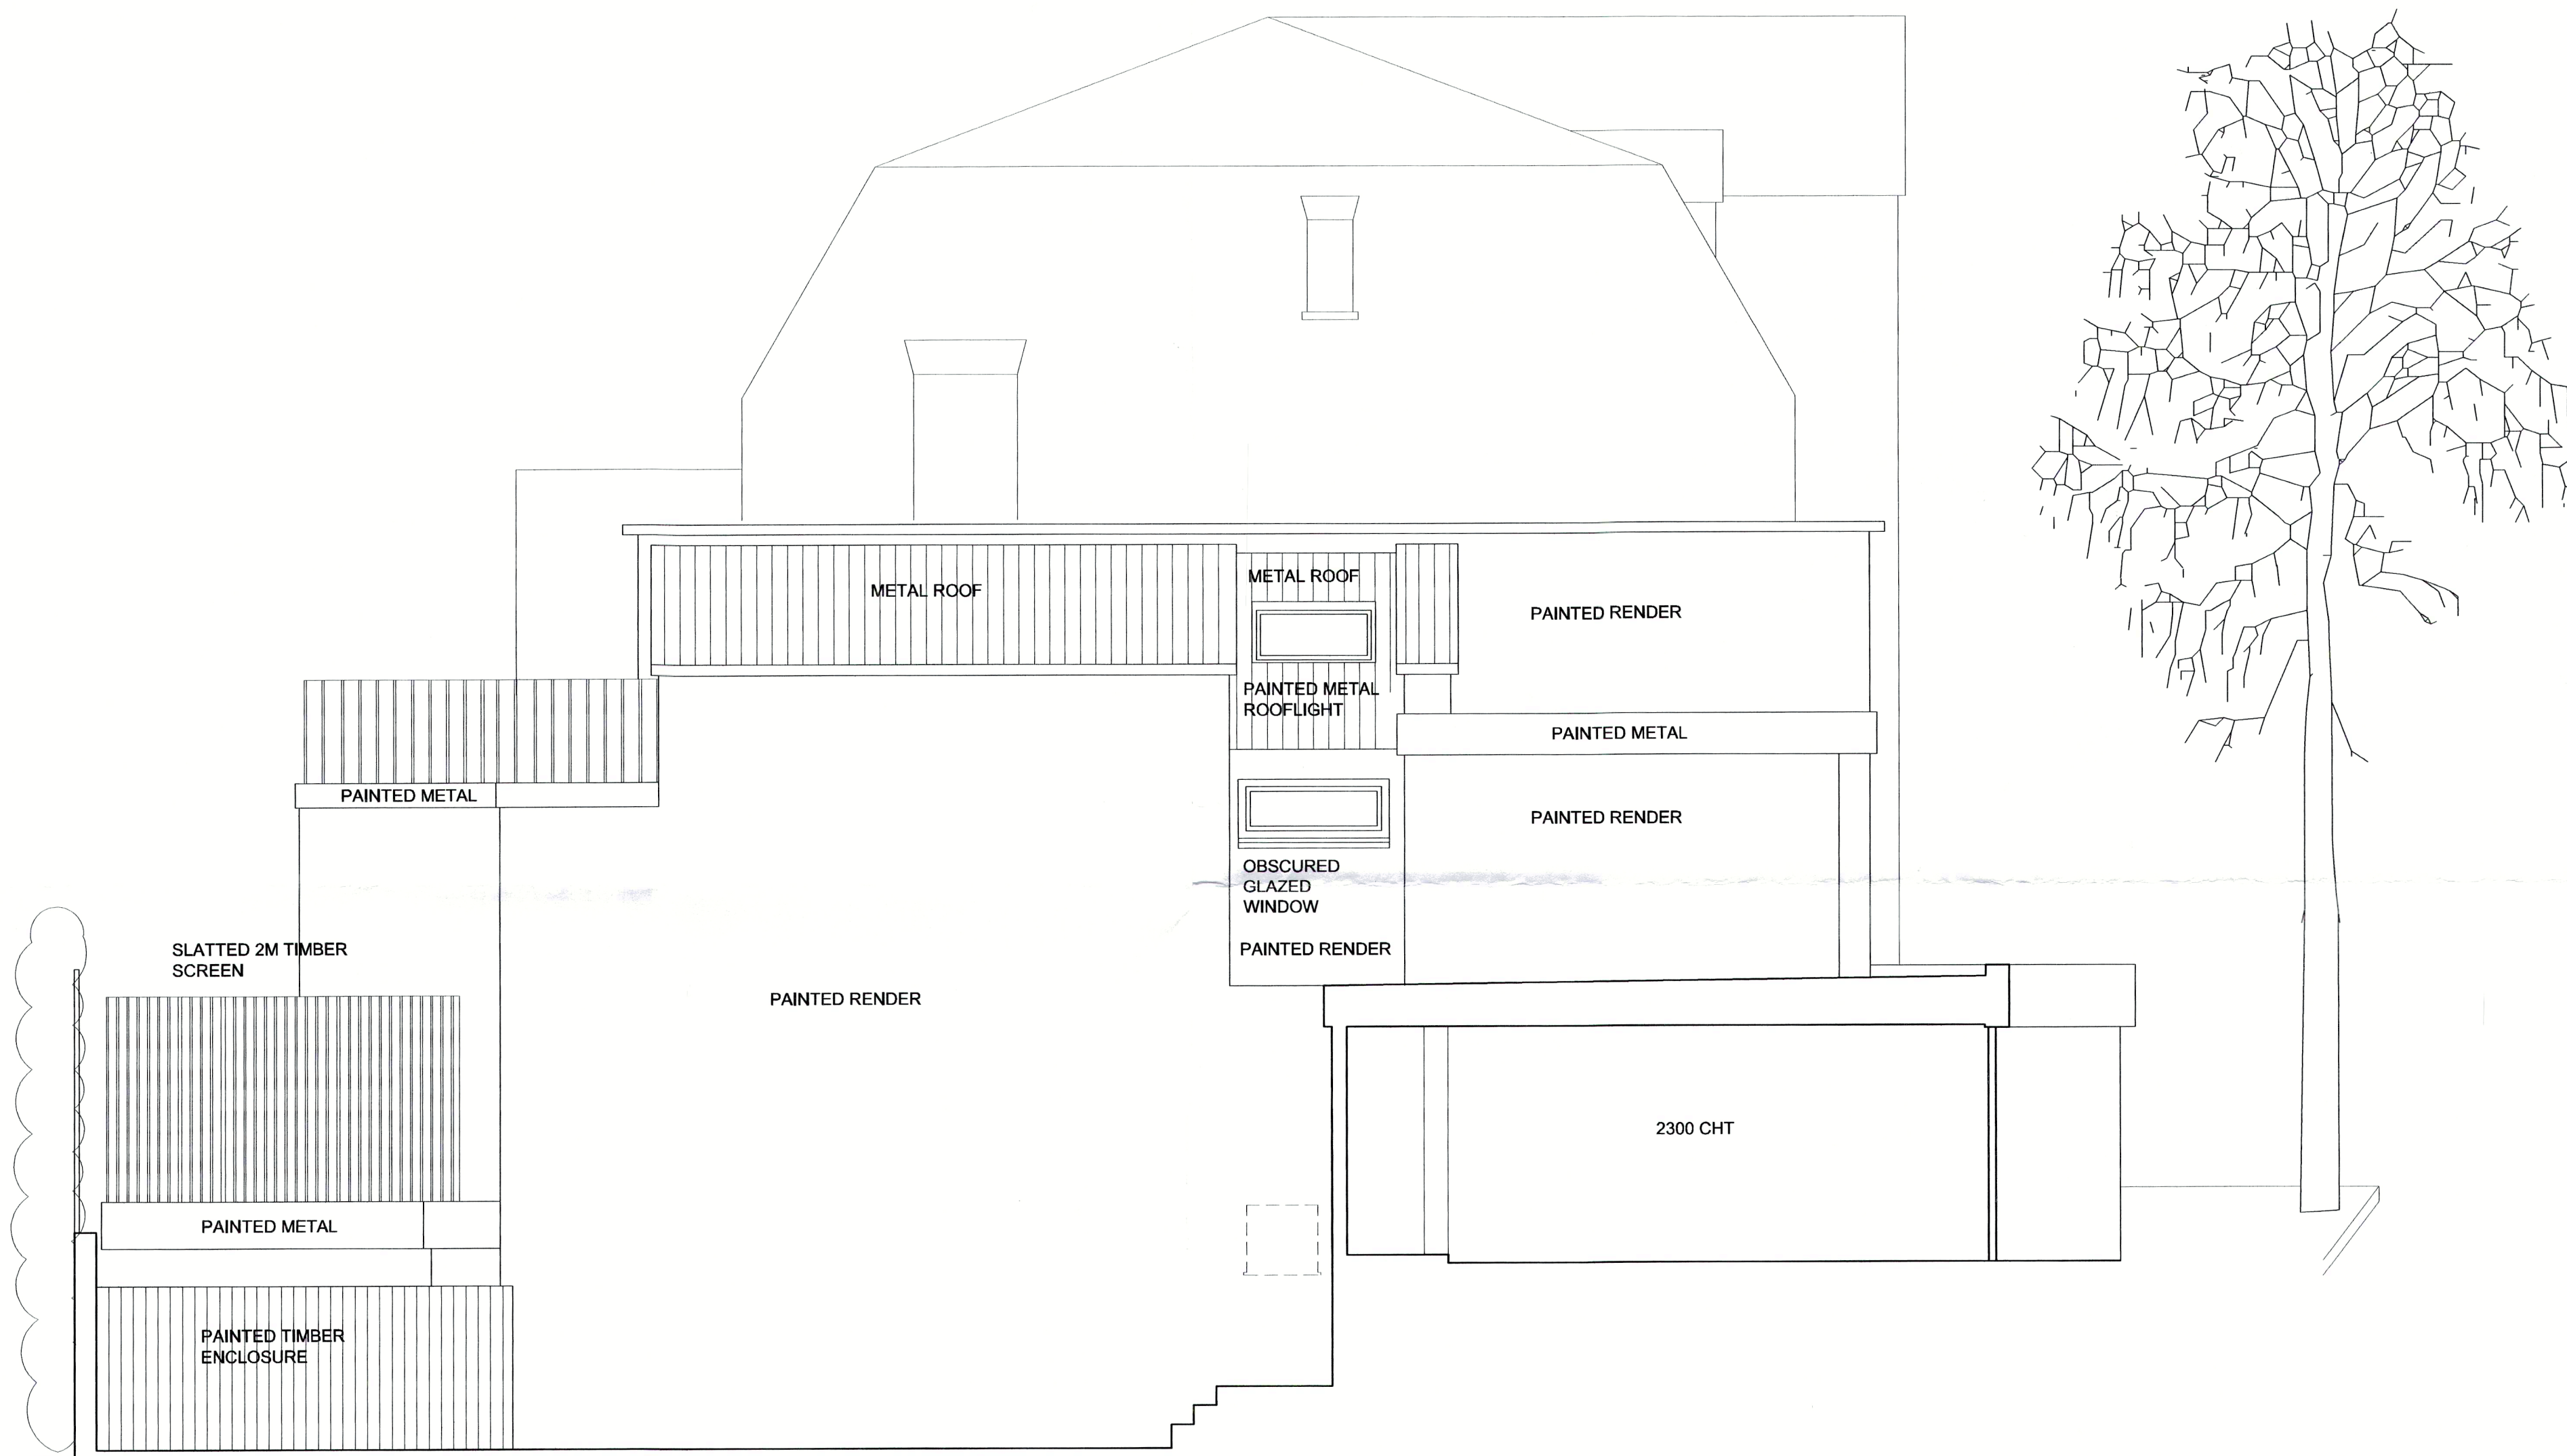 METAL ROOF
METAL ROOF
PAINTED RENDER
PAINTED METAL
ROOFLIGHT
PAINTED METAL
PAINTED METAL
PAINTED RENDER
OBSCURED
GLAZED
WINDOW
PAINTED RENDER
SLATTED 2M TIMBER
SCREEN
PAINTED RENDER
2300 CHT
PAINTED METAL
PAINTED TIMBER
ENCLOSURE